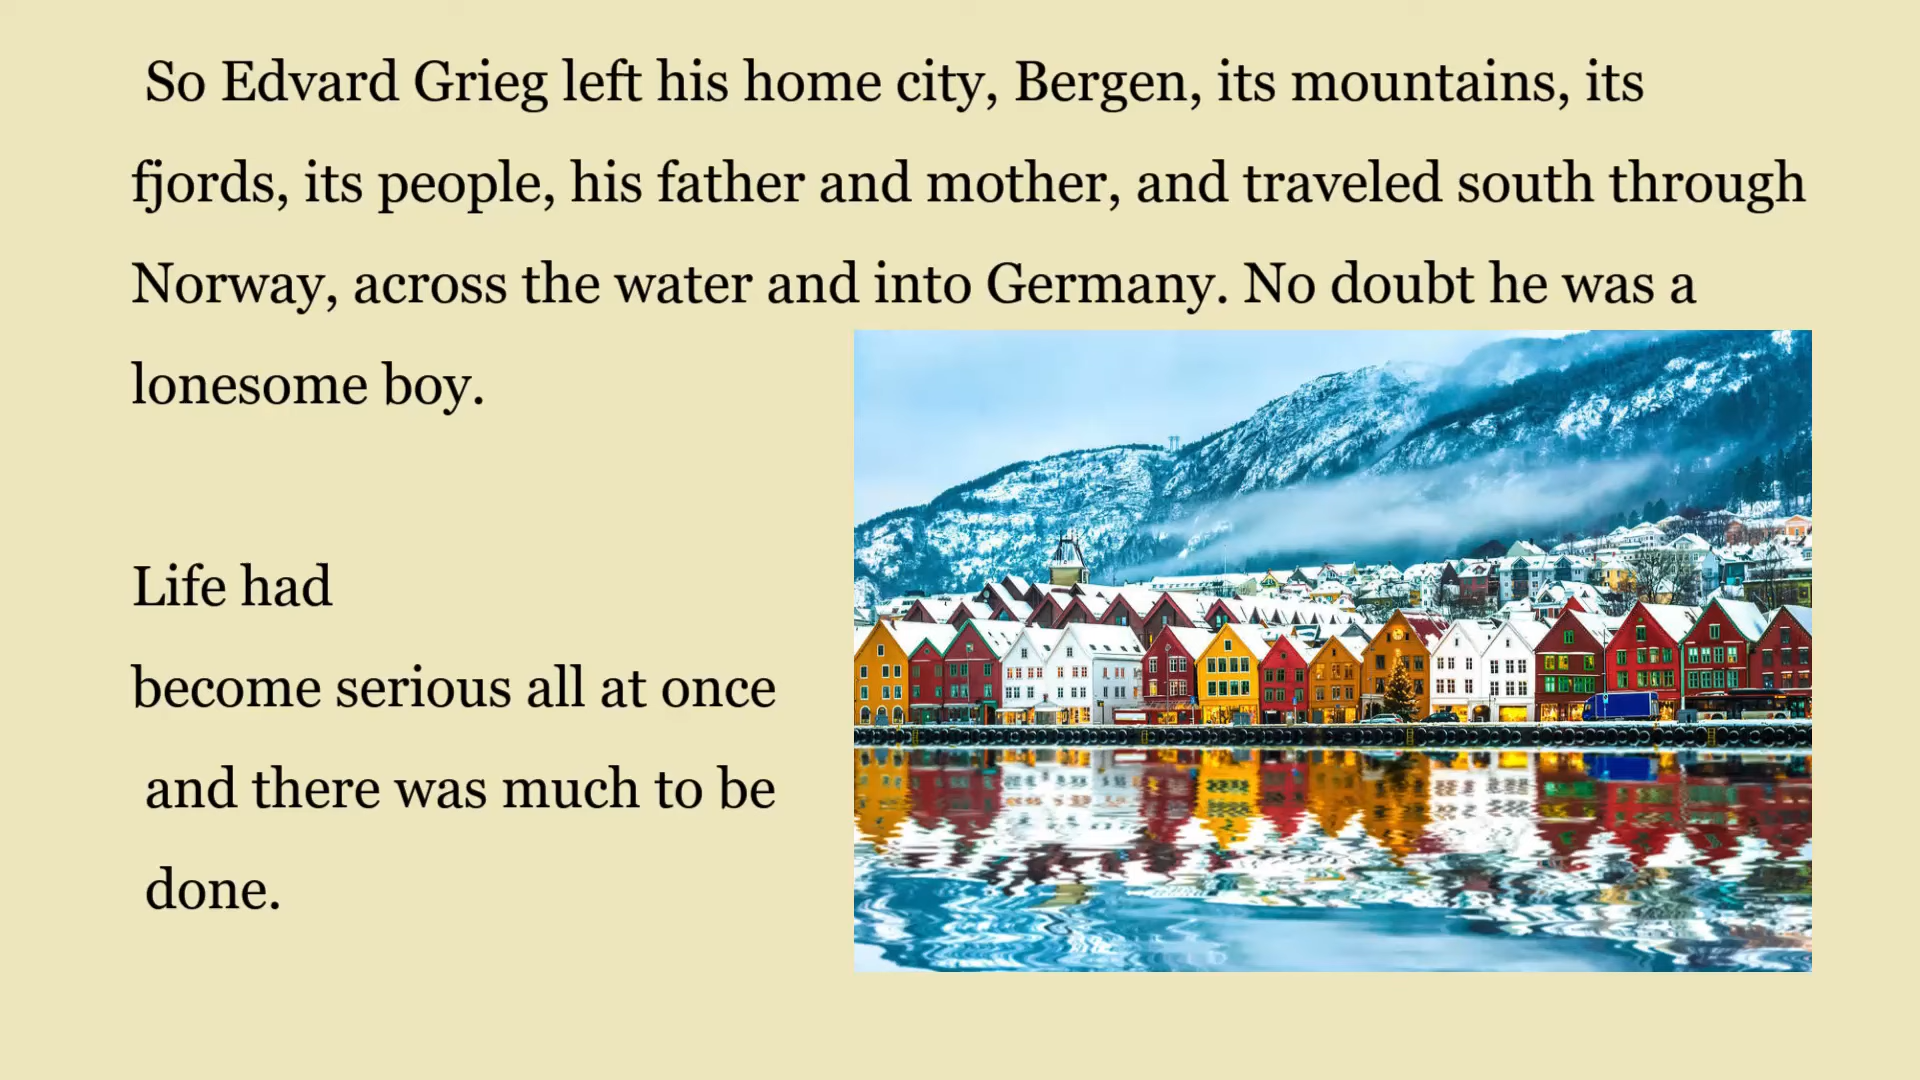 So Edvard Grieg left his home city, Bergen, its mountains, its
fjords, its people, his father and mother, and traveled south through
Norway, across the water and into Germany. No doubt he was a
lonesome boy.
Life had
become serious all at once
and there was much to be
done.